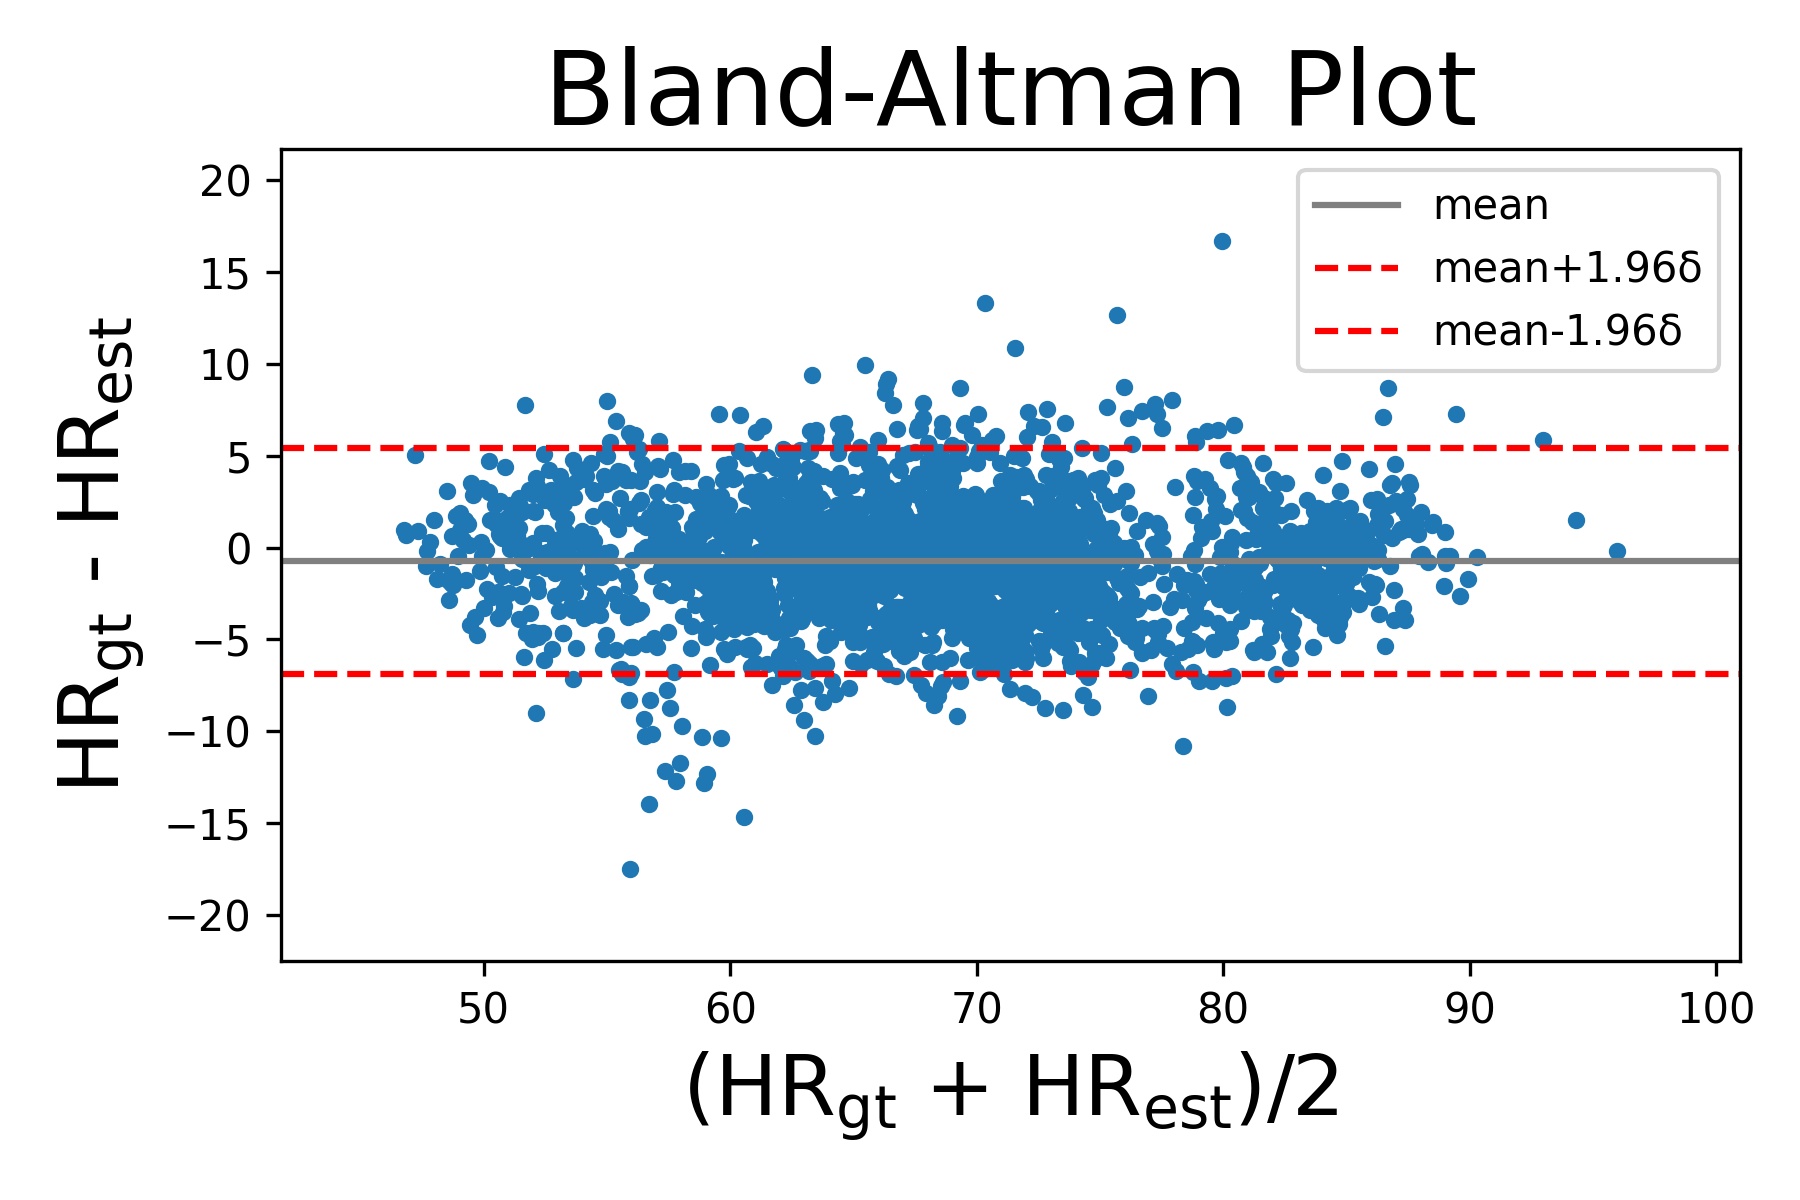 Bland-Altman Plot
HRgt - HRest
20
15
10
5
0
−5
−10
−15
−20
mean
mean+1.96δ
mean-1.96δ
50 60 70 80 90 100
(HRgt + HRest)/2